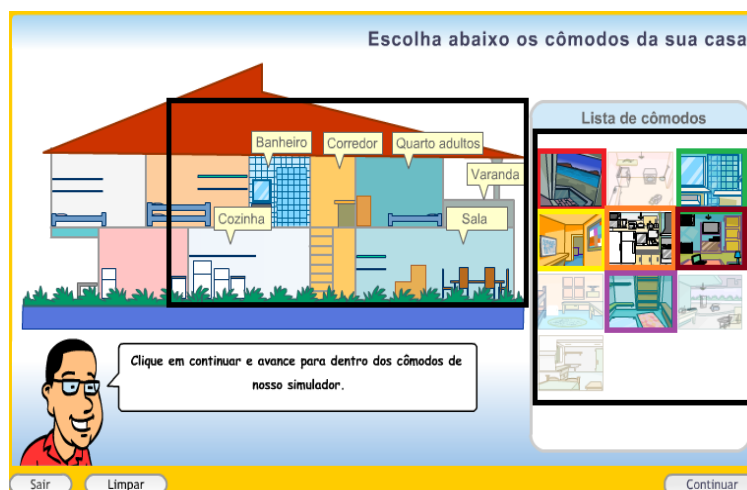 Escolha abaixo os cômodos da sua casa
Lista de cômodos
Banheiro
Corredor
Quarto adultos
Varanda
Cozinha
Sala
Clique em continuar e avance para dentro dos cômodos de
nosso simulador.
Sair
Limpar
Continuar